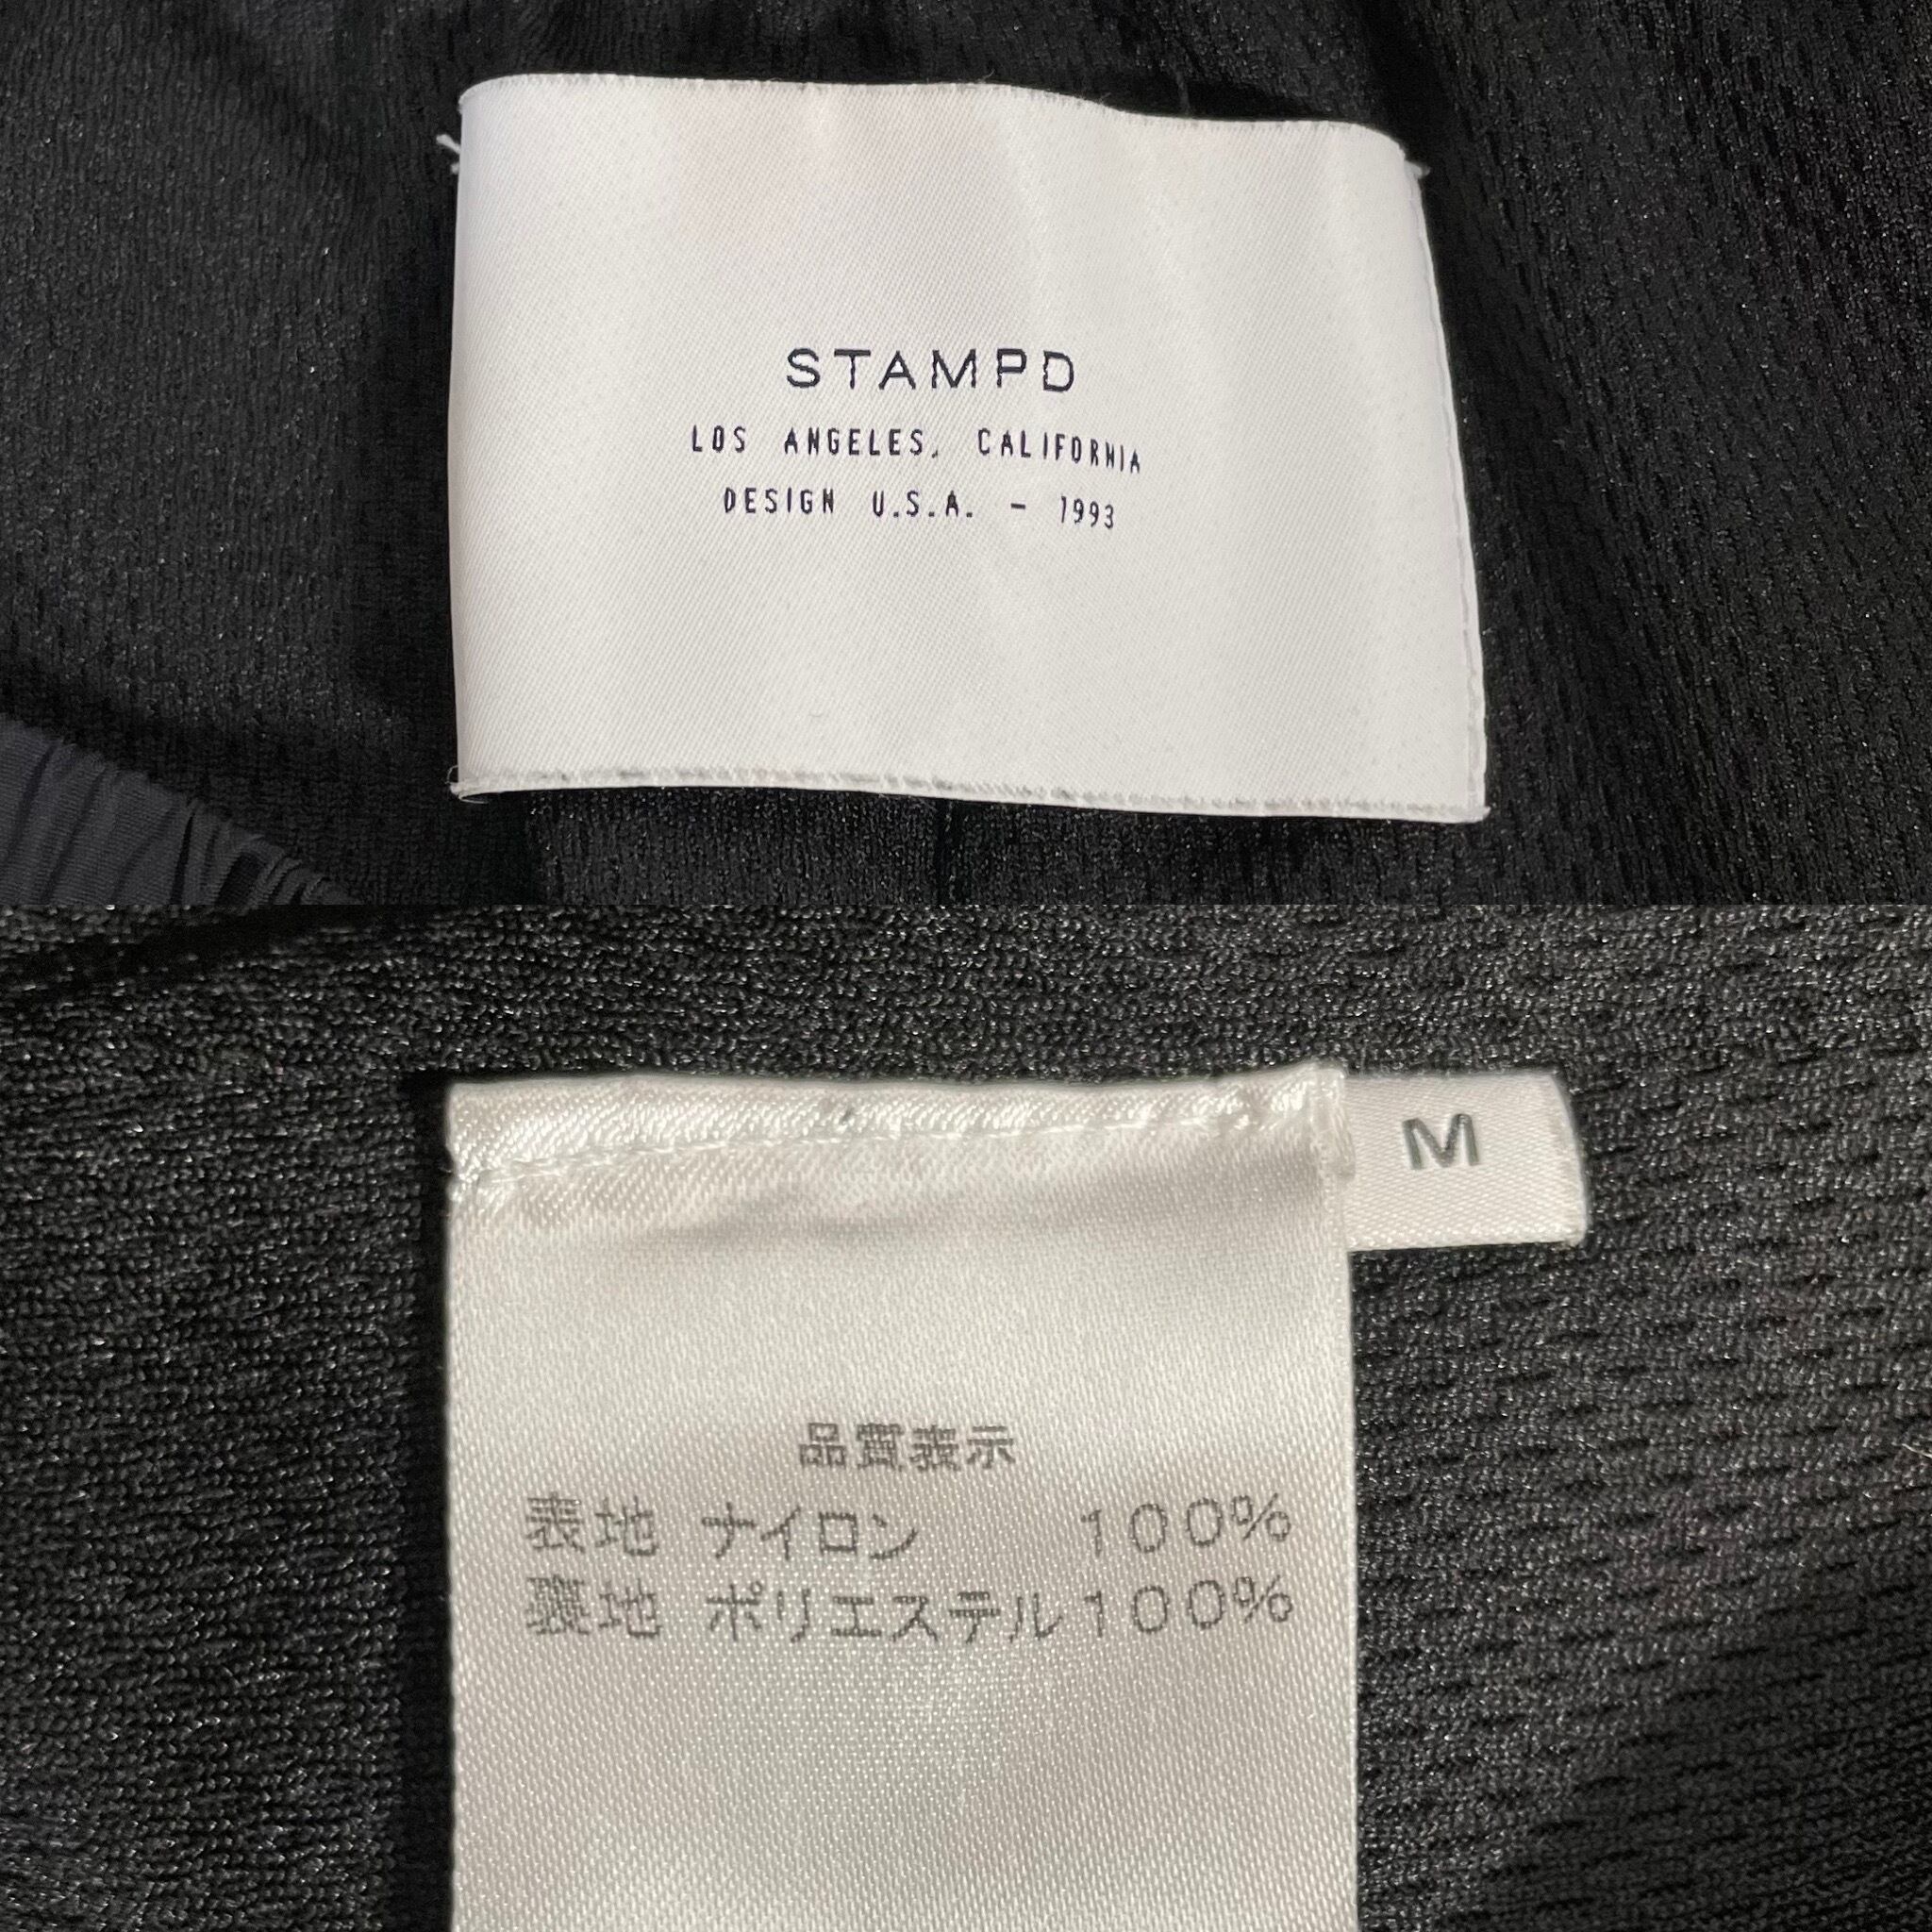 STAMPD
LOS ANGELES, CALIFORNIA
DESIGN U.S.A. - 1993
M
品質表示
表地 ナイロン 100%
裏地 ポリエステル100%